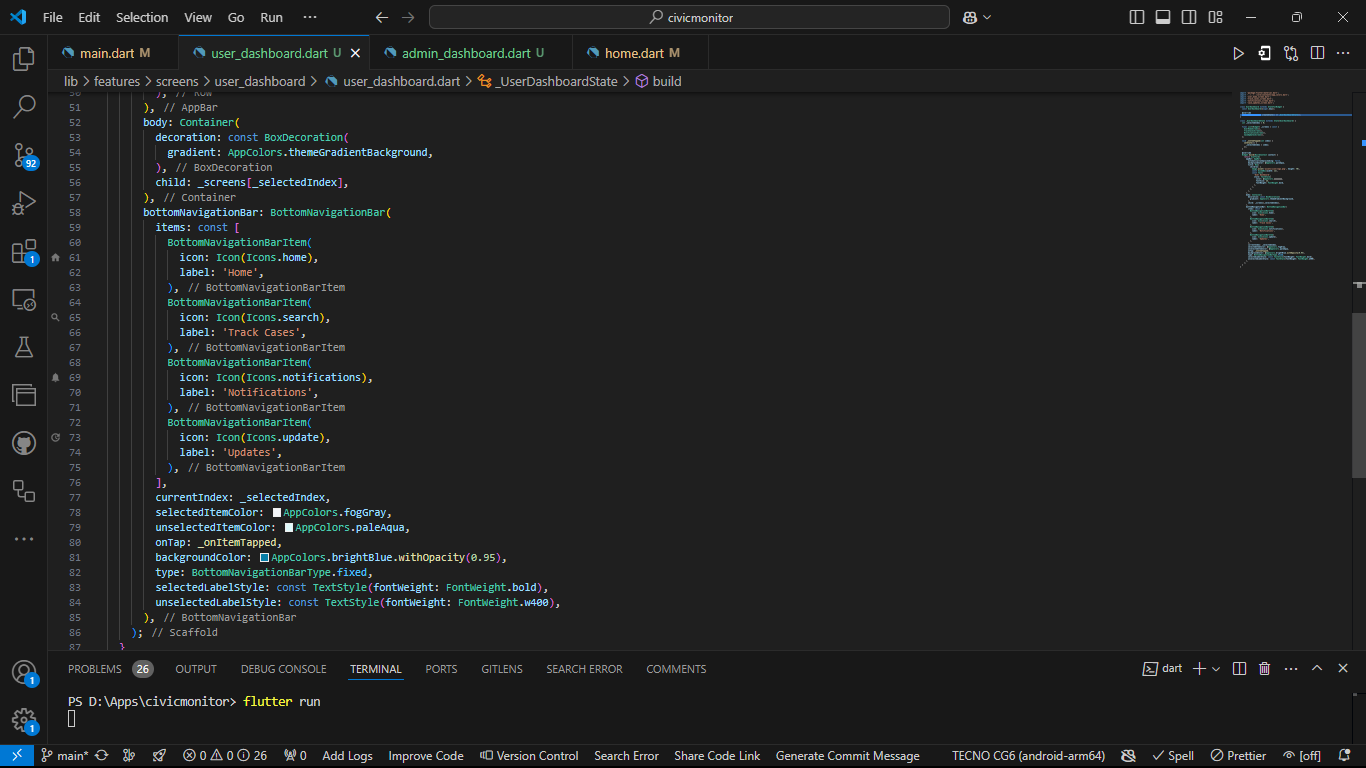 File Edit Selection View Go Run ··· civicmonitor
main.dart M user_dashboard.dart U admin_dashboard.dart U home.dart M
lib > features > screens > user_dashboard > user_dashboard.dart > _UserDashboardState > build
50 ), // Row
51 ), // AppBar
52 body: Container(
53 decoration: const BoxDecoration(
54 gradient: AppColors.themeGradientBackground,
55 ), // BoxDecoration
56 child: _screens[_selectedIndex],
57 ), // Container
58 bottomNavigationBar: BottomNavigationBar(
59 items: const [
60 BottomNavigationBarItem(
61 icon: Icon(Icons.home),
62 label: 'Home',
63 ), // BottomNavigationBarItem
64 BottomNavigationBarItem(
65 icon: Icon(Icons.search),
66 label: 'Track Cases',
67 ), // BottomNavigationBarItem
68 BottomNavigationBarItem(
69 icon: Icon(Icons.notifications),
70 label: 'Notifications',
71 ), // BottomNavigationBarItem
72 BottomNavigationBarItem(
73 icon: Icon(Icons.update),
74 label: 'Updates',
75 ), // BottomNavigationBarItem
76 ],
77 currentIndex: _selectedIndex,
78 selectedItemColor: AppColors.fogGray,
79 unselectedItemColor: AppColors.paleAqua,
80 onTap: _onItemTapped,
81 backgroundColor: AppColors.brightBlue.withOpacity(0.95),
82 type: BottomNavigationBarType.fixed,
83 selectedLabelStyle: const TextStyle(fontWeight: FontWeight.bold),
84 unselectedLabelStyle: const TextStyle(fontWeight: FontWeight.w400),
85 ), // BottomNavigationBar
86 ); // Scaffold
87 }
92
1
1
1
PROBLEMS 26 OUTPUT DEBUG CONSOLE TERMINAL PORTS GITLENS SEARCH ERROR COMMENTS dart
PS D:\Apps\civicmonitor> flutter run
main* 0 0 26 0 Add Logs Improve Code Version Control Search Error Share Code Link Generate Commit Message TECNO CG6 (android-arm64) Spell Prettier [off]